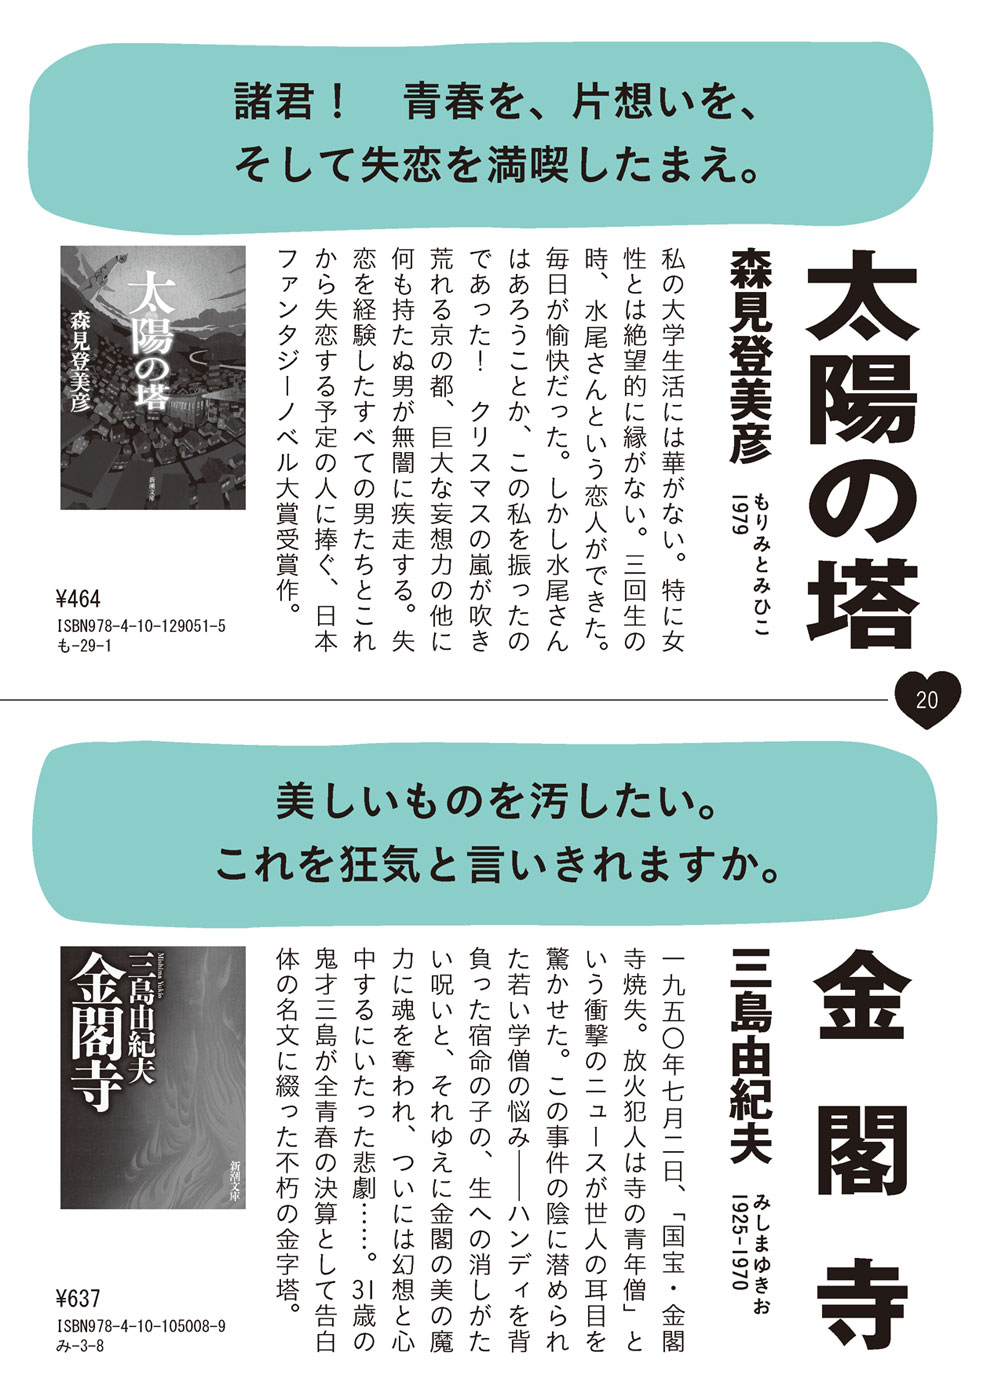 諸君！　青春を、片想いを、
そして失恋を満喫したまえ。
太陽の塔
森見登美彦
もりみとみひこ
1979
私の大学生活には華がない。特に女
性とは絶望的に縁がない。三回生の
時、水尾さんという恋人ができた。
毎日が愉快だった。しかし水尾さん
はあろうことか、この私を振ったの
であった！　クリスマスの嵐が吹き
荒れる京の都、巨大な妄想力の他に
何も持たぬ男が無闇に疾走する。失
恋を経験したすべての男たちとこれ
から失恋する予定の人に捧ぐ、日本
ファンタジーノベル大賞受賞作。
太陽の塔
森見登美彦
新潮文庫
¥464
ISBN978-4-10-129051-5
も-29-1
20
美しいものを汚したい。
これを狂気と言いきれますか。
金閣寺
三島由紀夫
みしまゆきお
1925-1970
一九五〇年七月二日、「国宝・金閣
寺焼失。放火犯人は寺の青年僧」と
いう衝撃のニュースが世人の耳目を
驚かせた。この事件の陰に潜められ
た若い学僧の悩み――ハンディを背
負った宿命の子の、生への消しがた
い呪いと、それゆえに金閣の美の魔
力に魂を奪われ、ついには幻想と心
中するにいたった悲劇……。31歳の
鬼才三島が全青春の決算として告白
体の名文に綴った不朽の金字塔。
Mishima Yukio
三島由紀夫
金閣寺
新潮文庫
¥637
ISBN978-4-10-105008-9
み-3-8